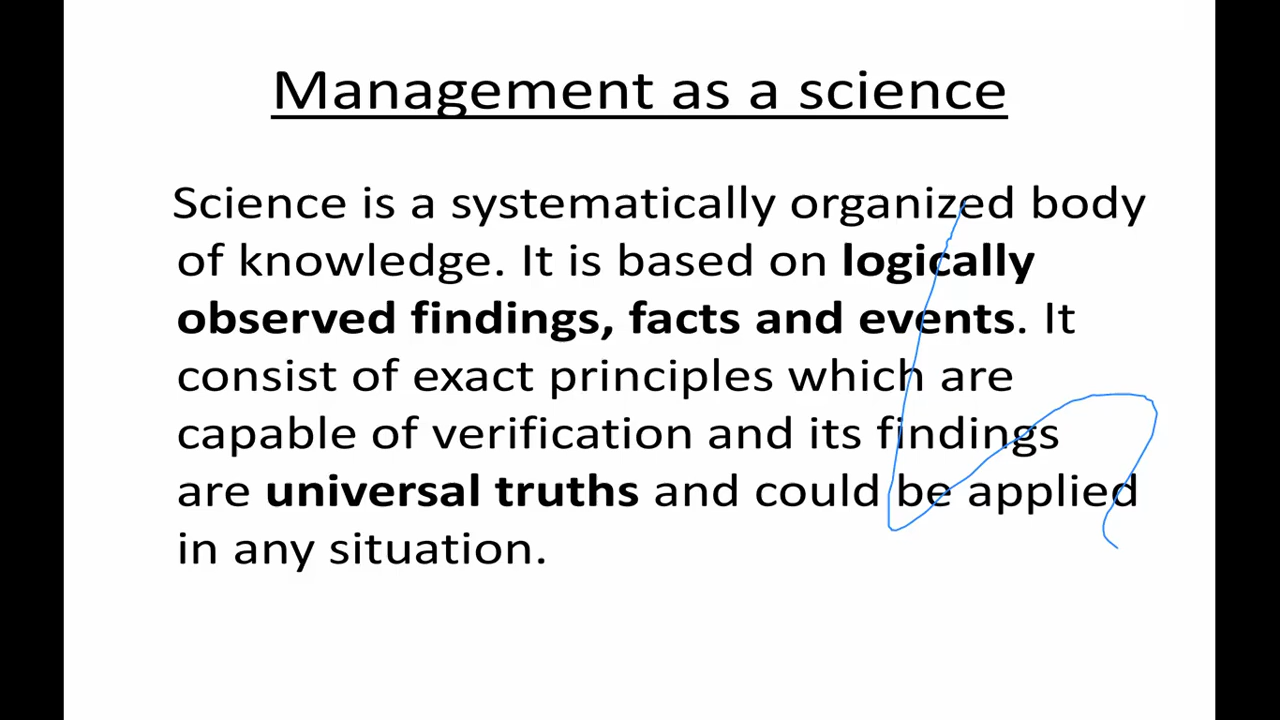 Management as a science
Science is a systematically organized body
of knowledge. It is based on logically
observed findings, facts and events. It
consist of exact principles which are
capable of verification and its findings
are universal truths and could be applied
in any situation.